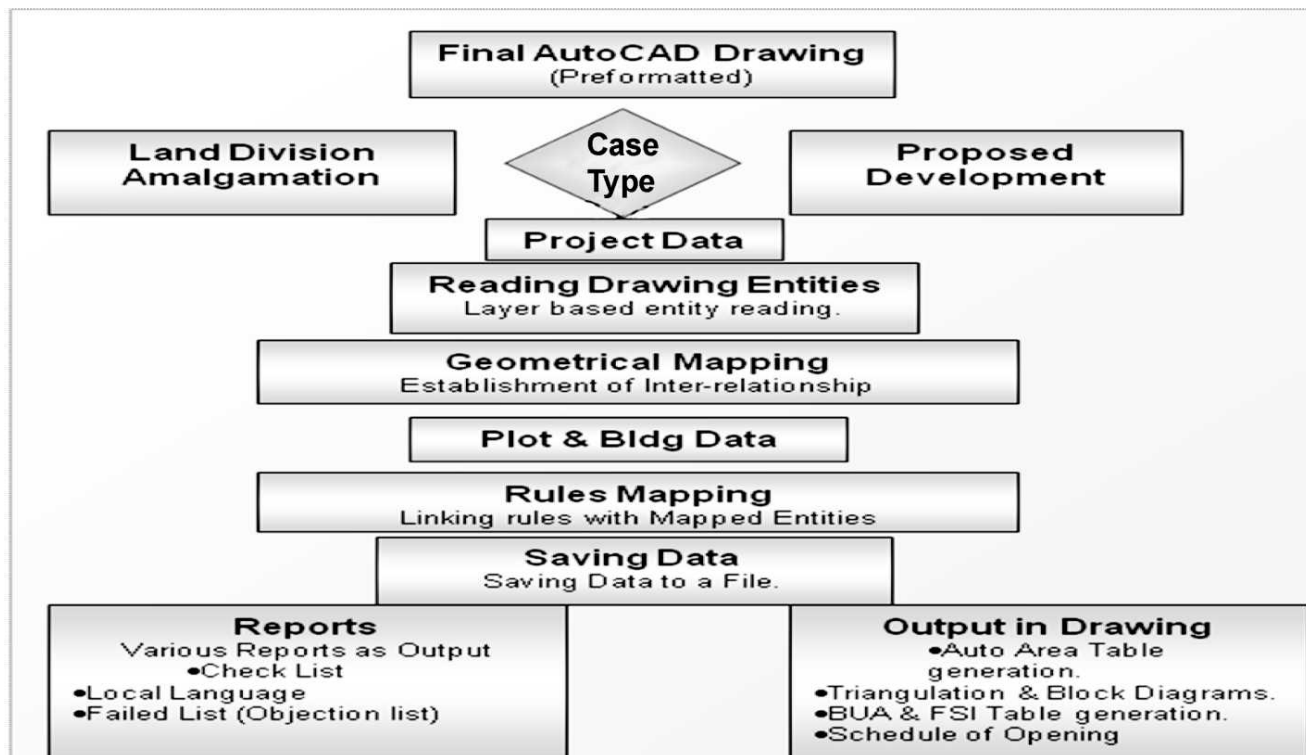 Final AutoCAD Drawing
(Preformatted)
Land Division
Amalgamation
Case
Type
Proposed
Development
Project Data
Reading Drawing Entities
Layer based entity reading.
Geometrical Mapping
Establishment of Inter-relationship
Plot & Bldg Data
Rules Mapping
Linking rules with Mapped Entities
Saving Data
Saving Data to a File.
Reports
Various Reports as Output
•Check List
•Local Language
•Failed List (Objection list)
Output in Drawing
•Auto Area Table
generation.
•Triangulation & Block Diagrams.
•BUA & FSI Table generation.
•Schedule of Opening